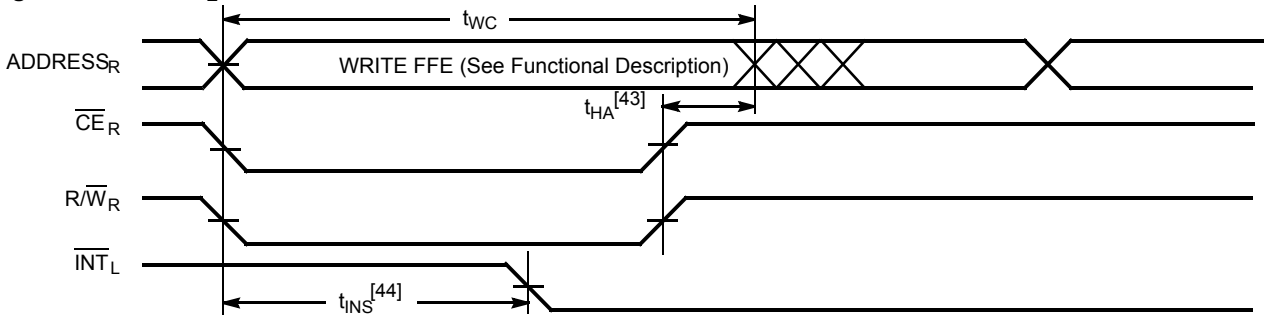 tWC
ADDRESSR
WRITE FFE (See Functional Description)
tHA[43]
CER
R/WR
INTL
tINS[44]